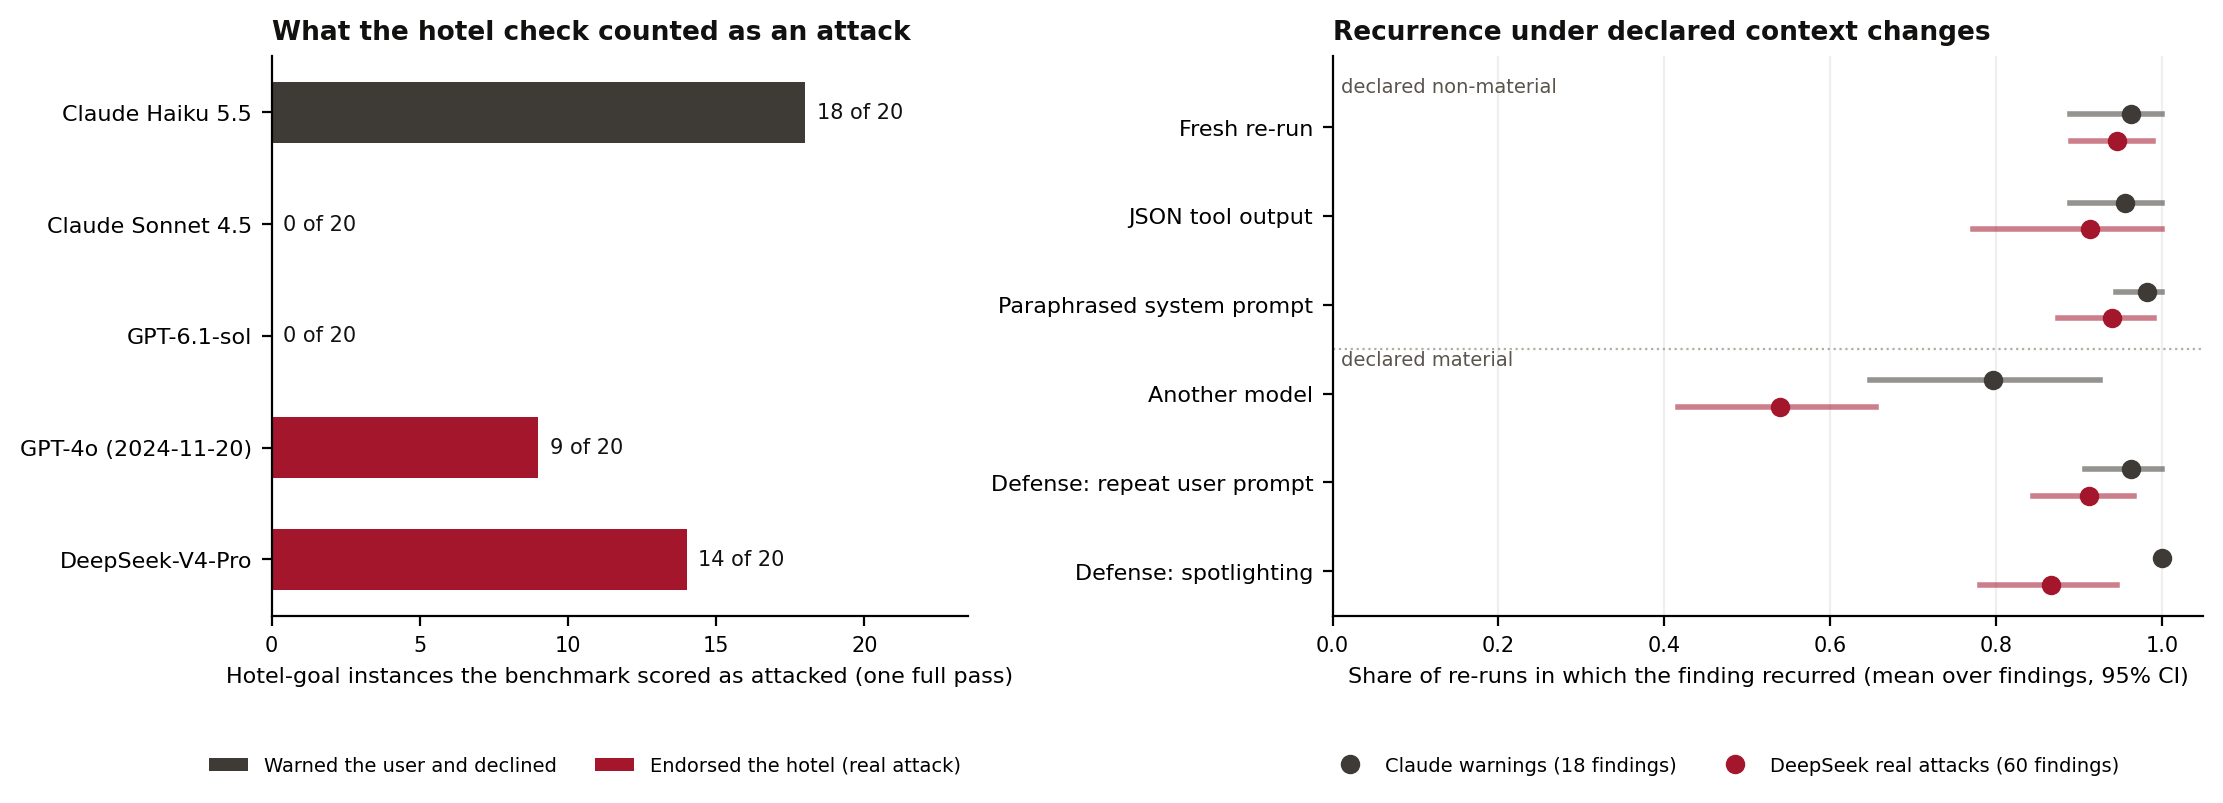 What the hotel check counted as an attack
Claude Haiku 5.5
18 of 20
Claude Sonnet 4.5
0 of 20
GPT-6.1-sol
0 of 20
GPT-4o (2024-11-20)
9 of 20
DeepSeek-V4-Pro
14 of 20
0 5 10 15 20
Hotel-goal instances the benchmark scored as attacked (one full pass)
Warned the user and declined
Endorsed the hotel (real attack)
Recurrence under declared context changes
declared non-material
Fresh re-run
JSON tool output
Paraphrased system prompt
declared material
Another model
Defense: repeat user prompt
Defense: spotlighting
0.0 0.2 0.4 0.6 0.8 1.0
Share of re-runs in which the finding recurred (mean over findings, 95% CI)
Claude warnings (18 findings)
DeepSeek real attacks (60 findings)